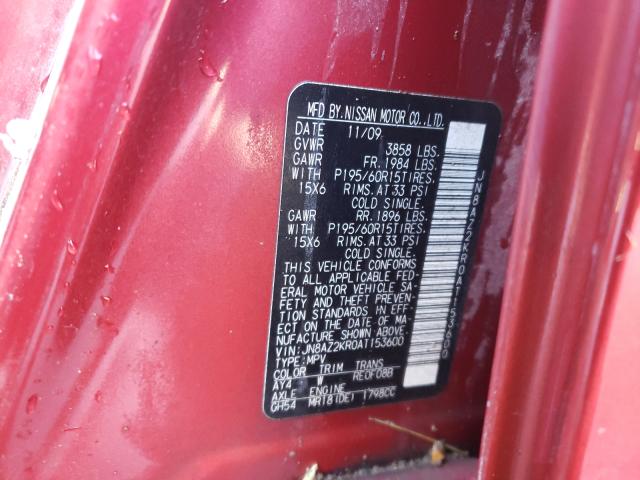 MFD BY.NISSAN MOTOR CO.,LTD.
DATE 11/09
GVWR 3858 LBS.
GAWR FR. 1984 LBS.
WITH P195/60R15TIRES.
15X6 RIMS. AT 33 PSI
COLD SINGLE.
GAWR RR. 1896 LBS.
WITH P195/60R15TIRES.
15X6 RIMS. AT 33 PSI
COLD SINGLE.
THIS VEHICLE CONFORMS
TO ALL APPLICABLE FED-
ERAL MOTOR VEHICLE SA-
FETY AND THEFT PREVEN-
TION STANDARDS IN EFF-
ECT ON THE DATE OF MA-
NUFACTURE SHOWN ABOVE.
VIN: JN8AZ2KR0AT153600
TYPE: MPV
COLOR TRIM TRANS
AY4 W RE0F08B
AXLE ENGINE
GH54 MR18(DE) 1798CC
JN8AZ2KR0AT153600